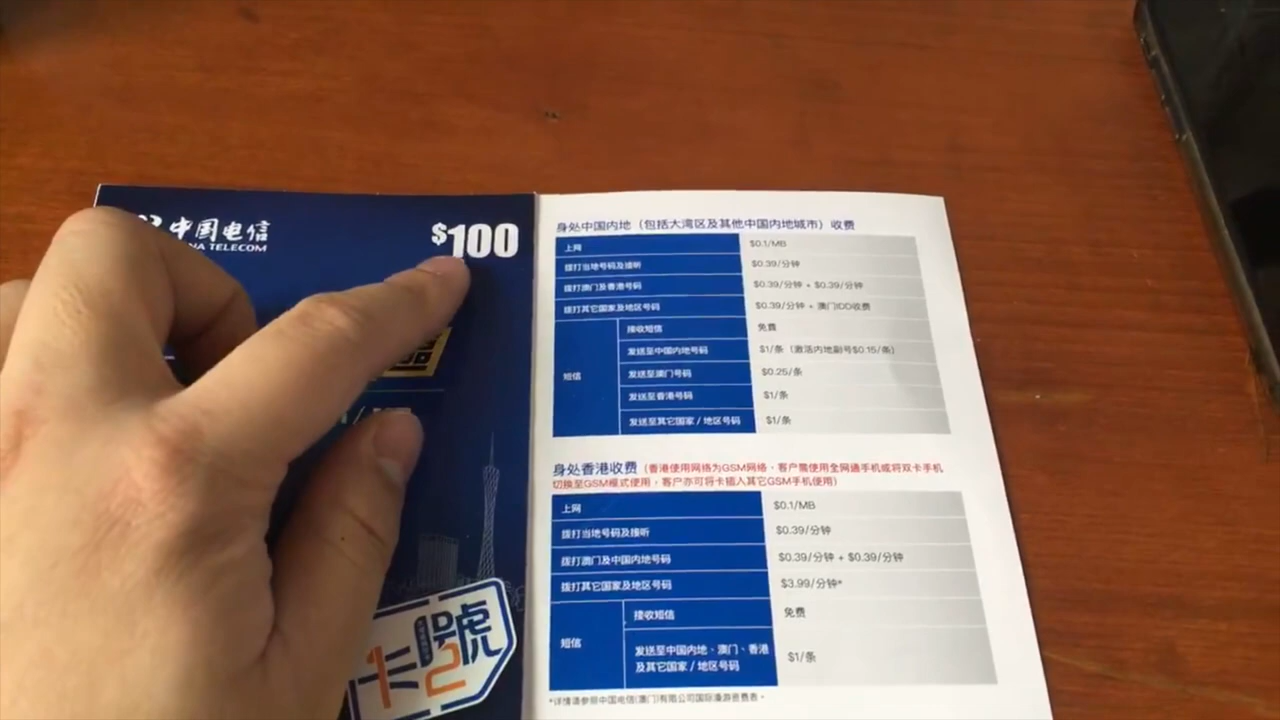 中国电信
NA TELECOM
$100
卡2號
身处中国内地（包括大湾区及其他中国内地城市）收费
上网 $0.1/MB
拨打当地号码及接听 $0.39/分钟
拨打澳门及香港号码 $0.39/分钟 + $0.39/分钟
拨打其它国家及地区号码 $0.39/分钟 + 澳门IDD收费
短信
接收短信 免费
发送至中国内地号码 $1/条（激活内地副号$0.15/条）
发送至澳门号码 $0.25/条
发送至香港号码 $1/条
发送至其它国家 / 地区号码 $1/条
身处香港收费（香港使用网络为GSM网络，客户需使用全网通手机或将双卡手机
切换至GSM模式使用，客户亦可将卡插入其它GSM手机使用）
上网 $0.1/MB
拨打当地号码及接听 $0.39/分钟
拨打澳门及中国内地号码 $0.39/分钟 + $0.39/分钟
拨打其它国家及地区号码 $3.99/分钟*
短信
接收短信 免费
发送至中国内地、澳门、香港
及其它国家 / 地区号码 $1/条
*详情请参照中国电信(澳门)有限公司国际漫游资费表。